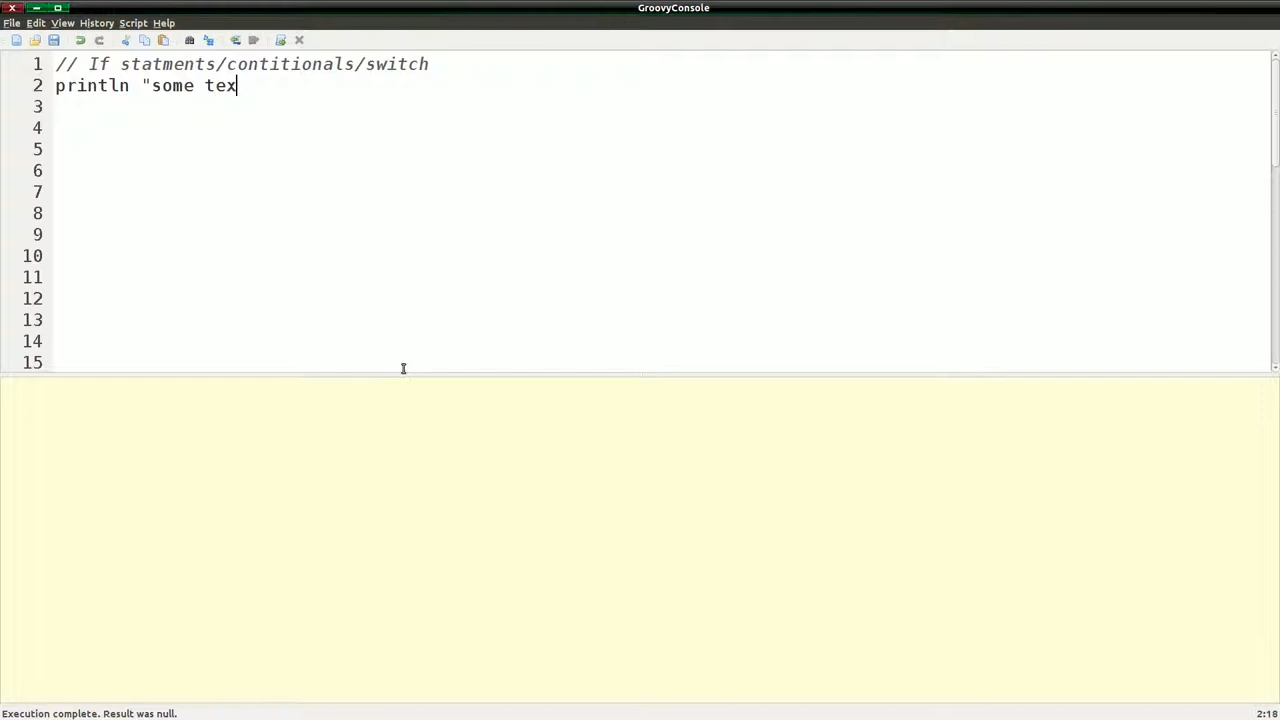 GroovyConsole
File Edit View History Script Help
1 // If statments/contitionals/switch
2 println "some tex
3
4
5
6
7
8
9
10
11
12
13
14
15
Execution complete. Result was null.
2:18